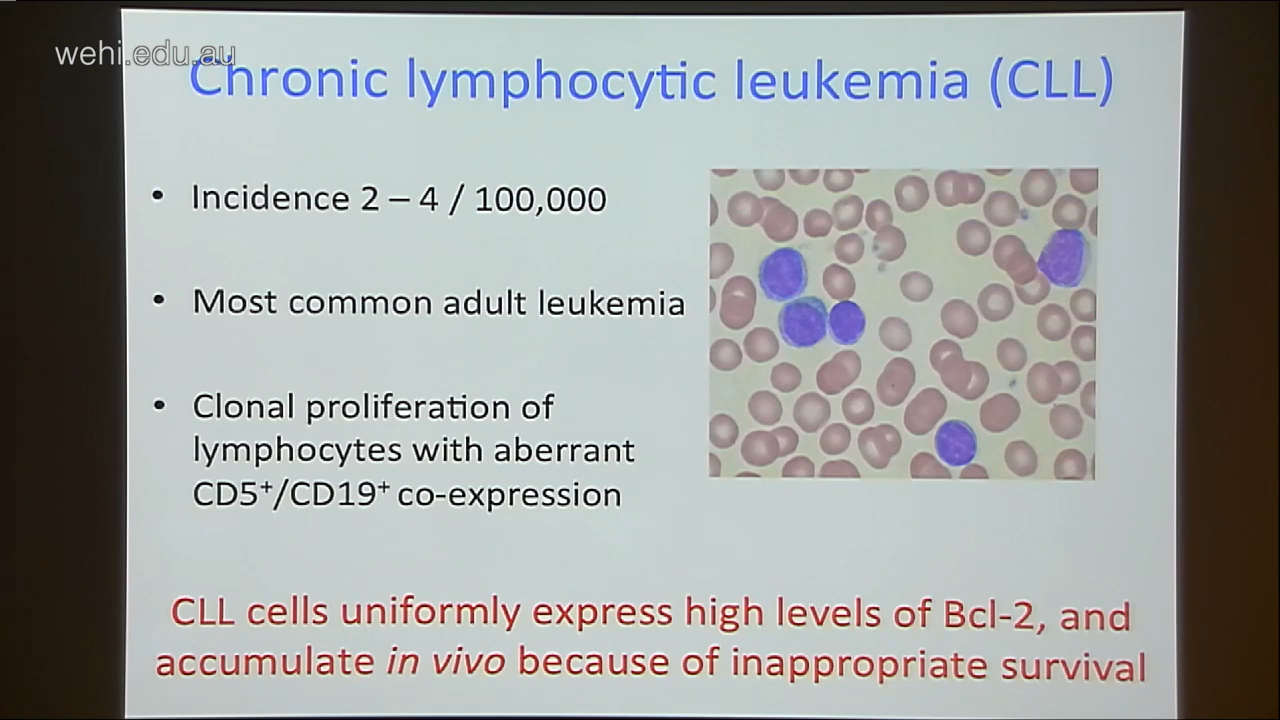 wehi.edu.au
Chronic lymphocytic leukemia (CLL)
• Incidence 2 – 4 / 100,000
• Most common adult leukemia
• Clonal proliferation of
lymphocytes with aberrant
CD5⁺/CD19⁺ co-expression
CLL cells uniformly express high levels of Bcl-2, and
accumulate in vivo because of inappropriate survival